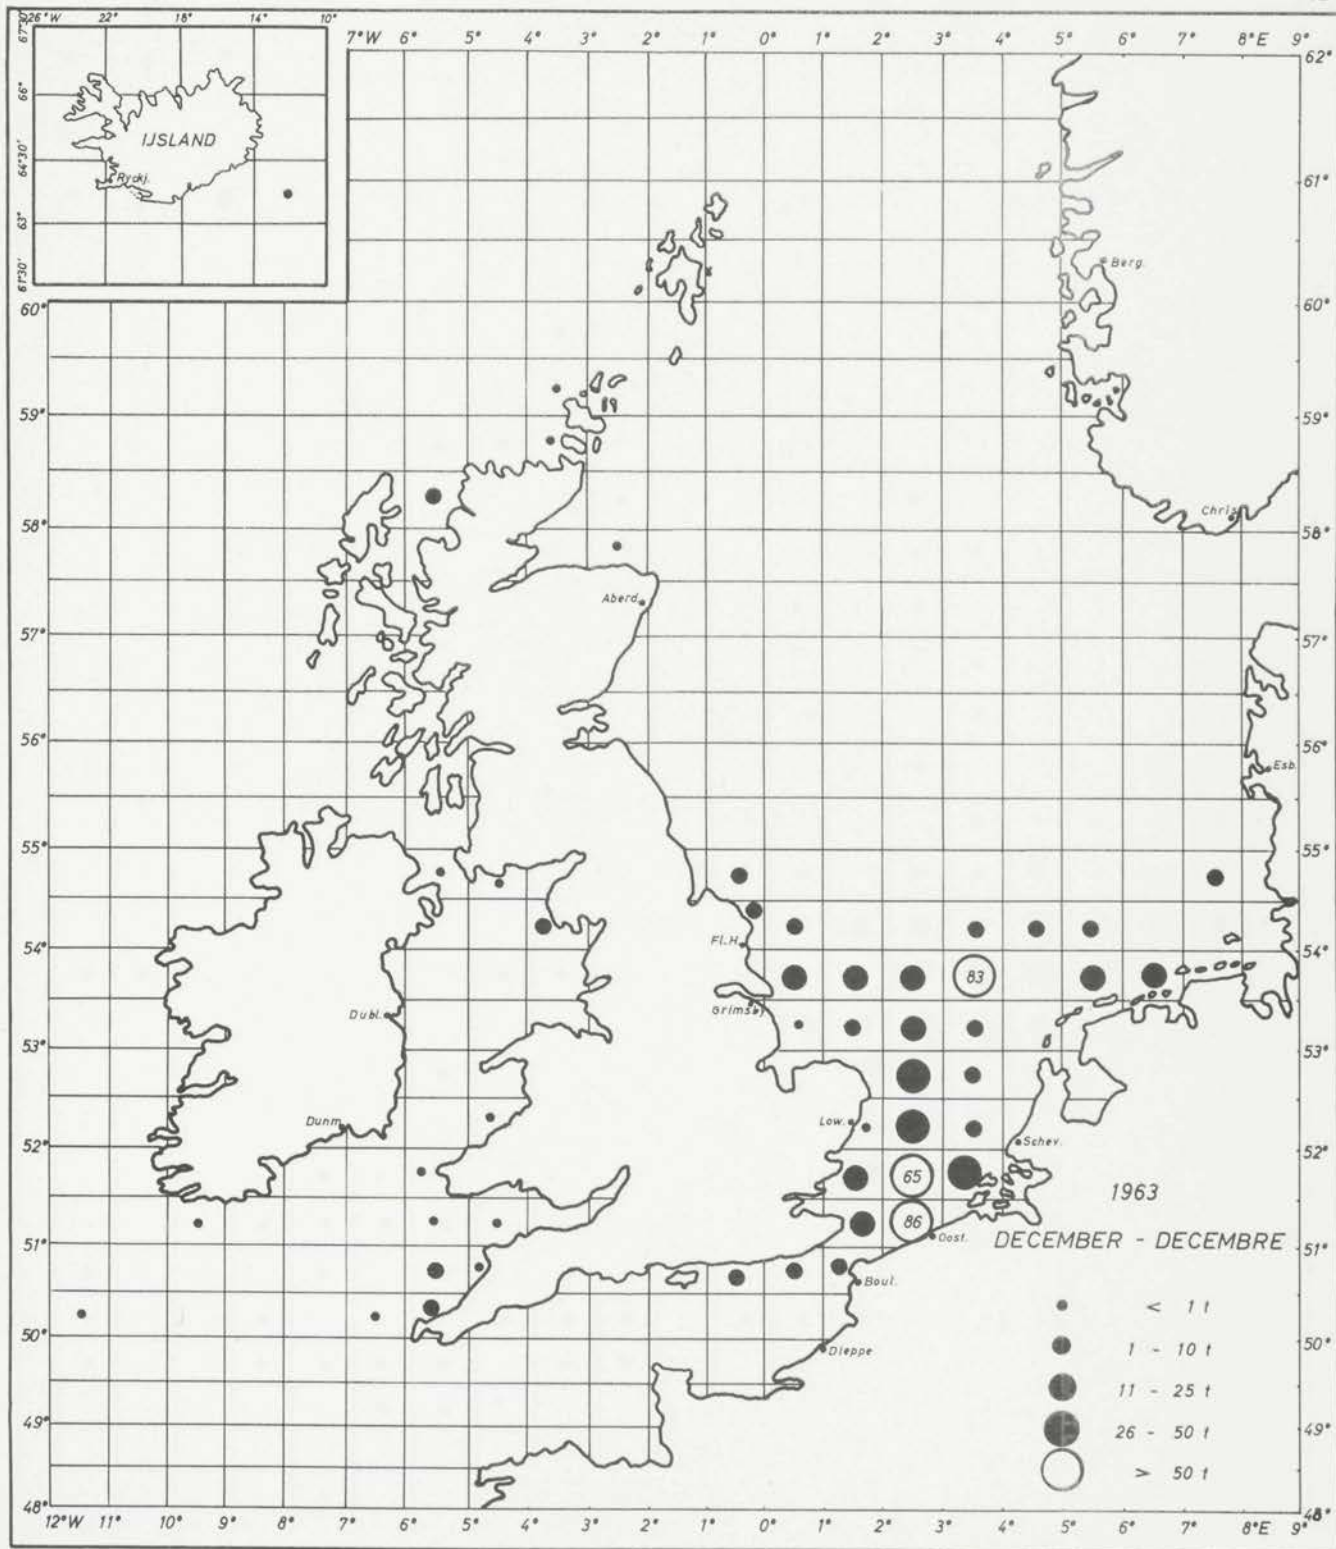 26°W 22° 18° 14° 10°
67°30'
66°
64°30'
63°
61°30'
IJSLAND
Ryckj.
7°W 6° 5° 4° 3° 2° 1° 0° 1° 2° 3° 4° 5° 6° 7° 8°E 9°
62°
61°
60° 60°
59° 59°
58° 58°
57° 57°
56° 56°
55° 55°
54° 54°
53° 53°
52° 52°
51° 51°
50° 50°
49° 49°
48° 48°
Berg.
Chris.
Aberd.
Esb.
Fl.H.
83
Grimsby
Dubl.
Dunm.
Low.
Schev.
65
86
Oost.
Boul.
Dieppe
1963
DECEMBER - DECEMBRE
< 1 t
1 - 10 t
11 - 25 t
26 - 50 t
> 50 t
12°W 11° 10° 9° 8° 7° 6° 5° 4° 3° 2° 1° 0° 1° 2° 3° 4° 5° 6° 7° 8°E 9°